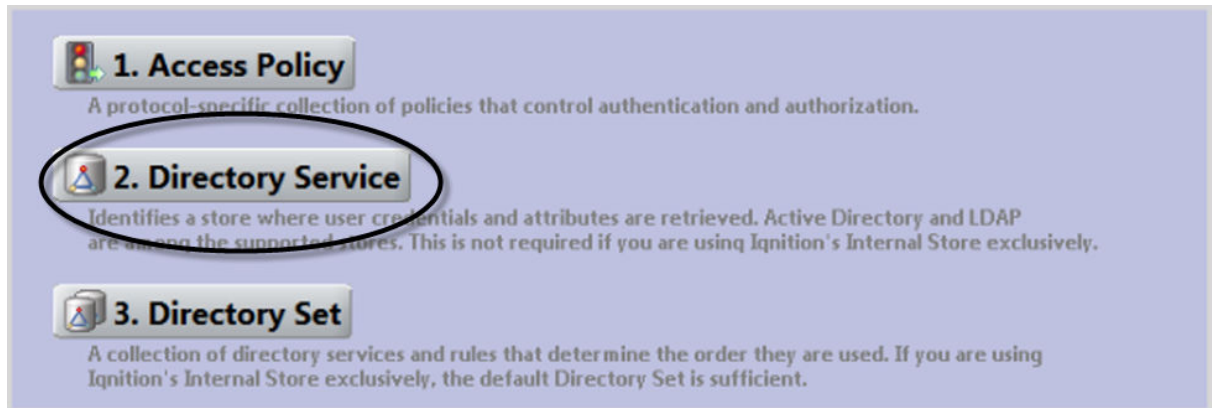 1. Access Policy
A protocol-specific collection of policies that control authentication and authorization.
2. Directory Service
Identifies a store where user credentials and attributes are retrieved. Active Directory and LDAP
are among the supported stores. This is not required if you are using Ignition's Internal Store exclusively.
3. Directory Set
A collection of directory services and rules that determine the order they are used. If you are using
Ignition's Internal Store exclusively, the default Directory Set is sufficient.